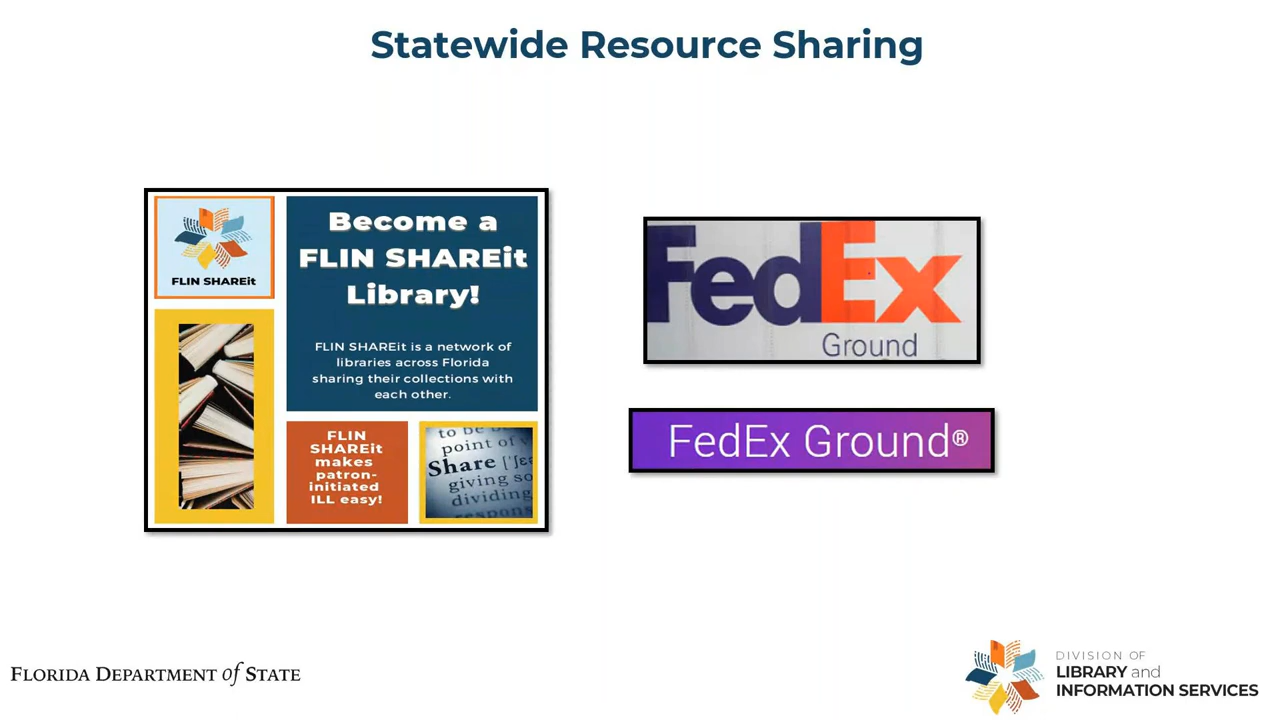 Statewide Resource Sharing
FLIN SHAREit
Become a
FLIN SHAREit
Library!
FLIN SHAREit is a network of
libraries across Florida
sharing their collections with
each other.
FLIN
SHAREit
makes
patron-
initiated
ILL easy!
to be
point of
Share
giving so
dividing
FedEx
Ground
FedEx Ground®
FLORIDA DEPARTMENT of STATE
DIVISION OF
LIBRARY and
INFORMATION SERVICES